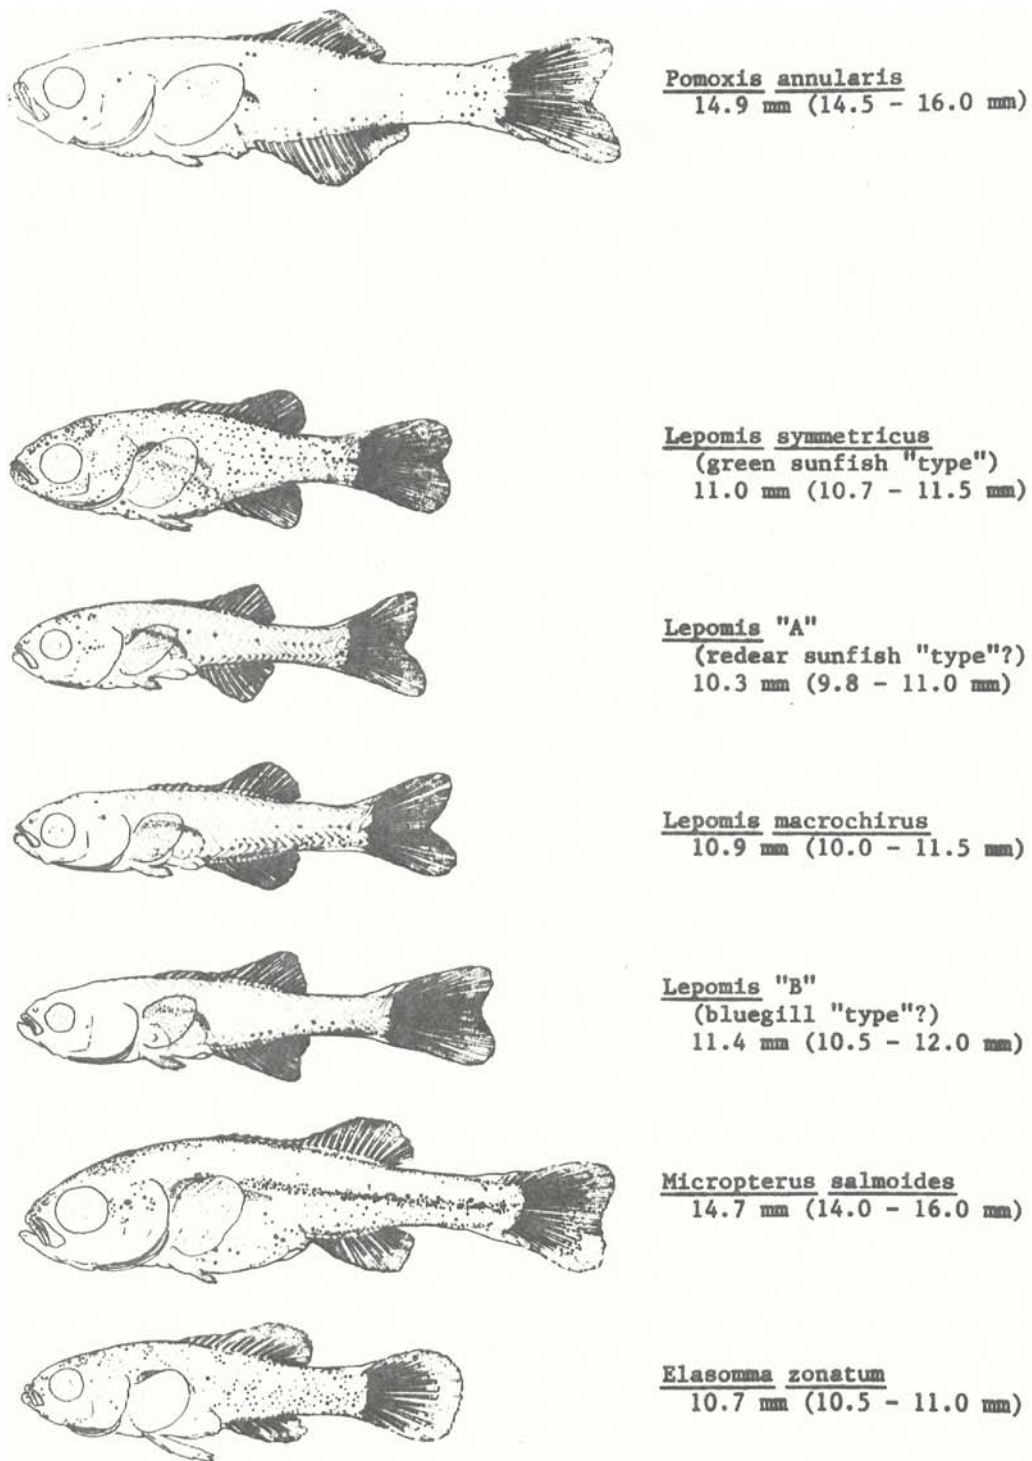 Pomoxis annularis
14.9 mm (14.5 - 16.0 mm)
Lepomis symmetricus
(green sunfish "type")
11.0 mm (10.7 - 11.5 mm)
Lepomis "A"
(redear sunfish "type"?)
10.3 mm (9.8 - 11.0 mm)
Lepomis macrochirus
10.9 mm (10.0 - 11.5 mm)
Lepomis "B"
(bluegill "type"?)
11.4 mm (10.5 - 12.0 mm)
Micropterus salmoides
14.7 mm (14.0 - 16.0 mm)
Elasomma zonatum
10.7 mm (10.5 - 11.0 mm)